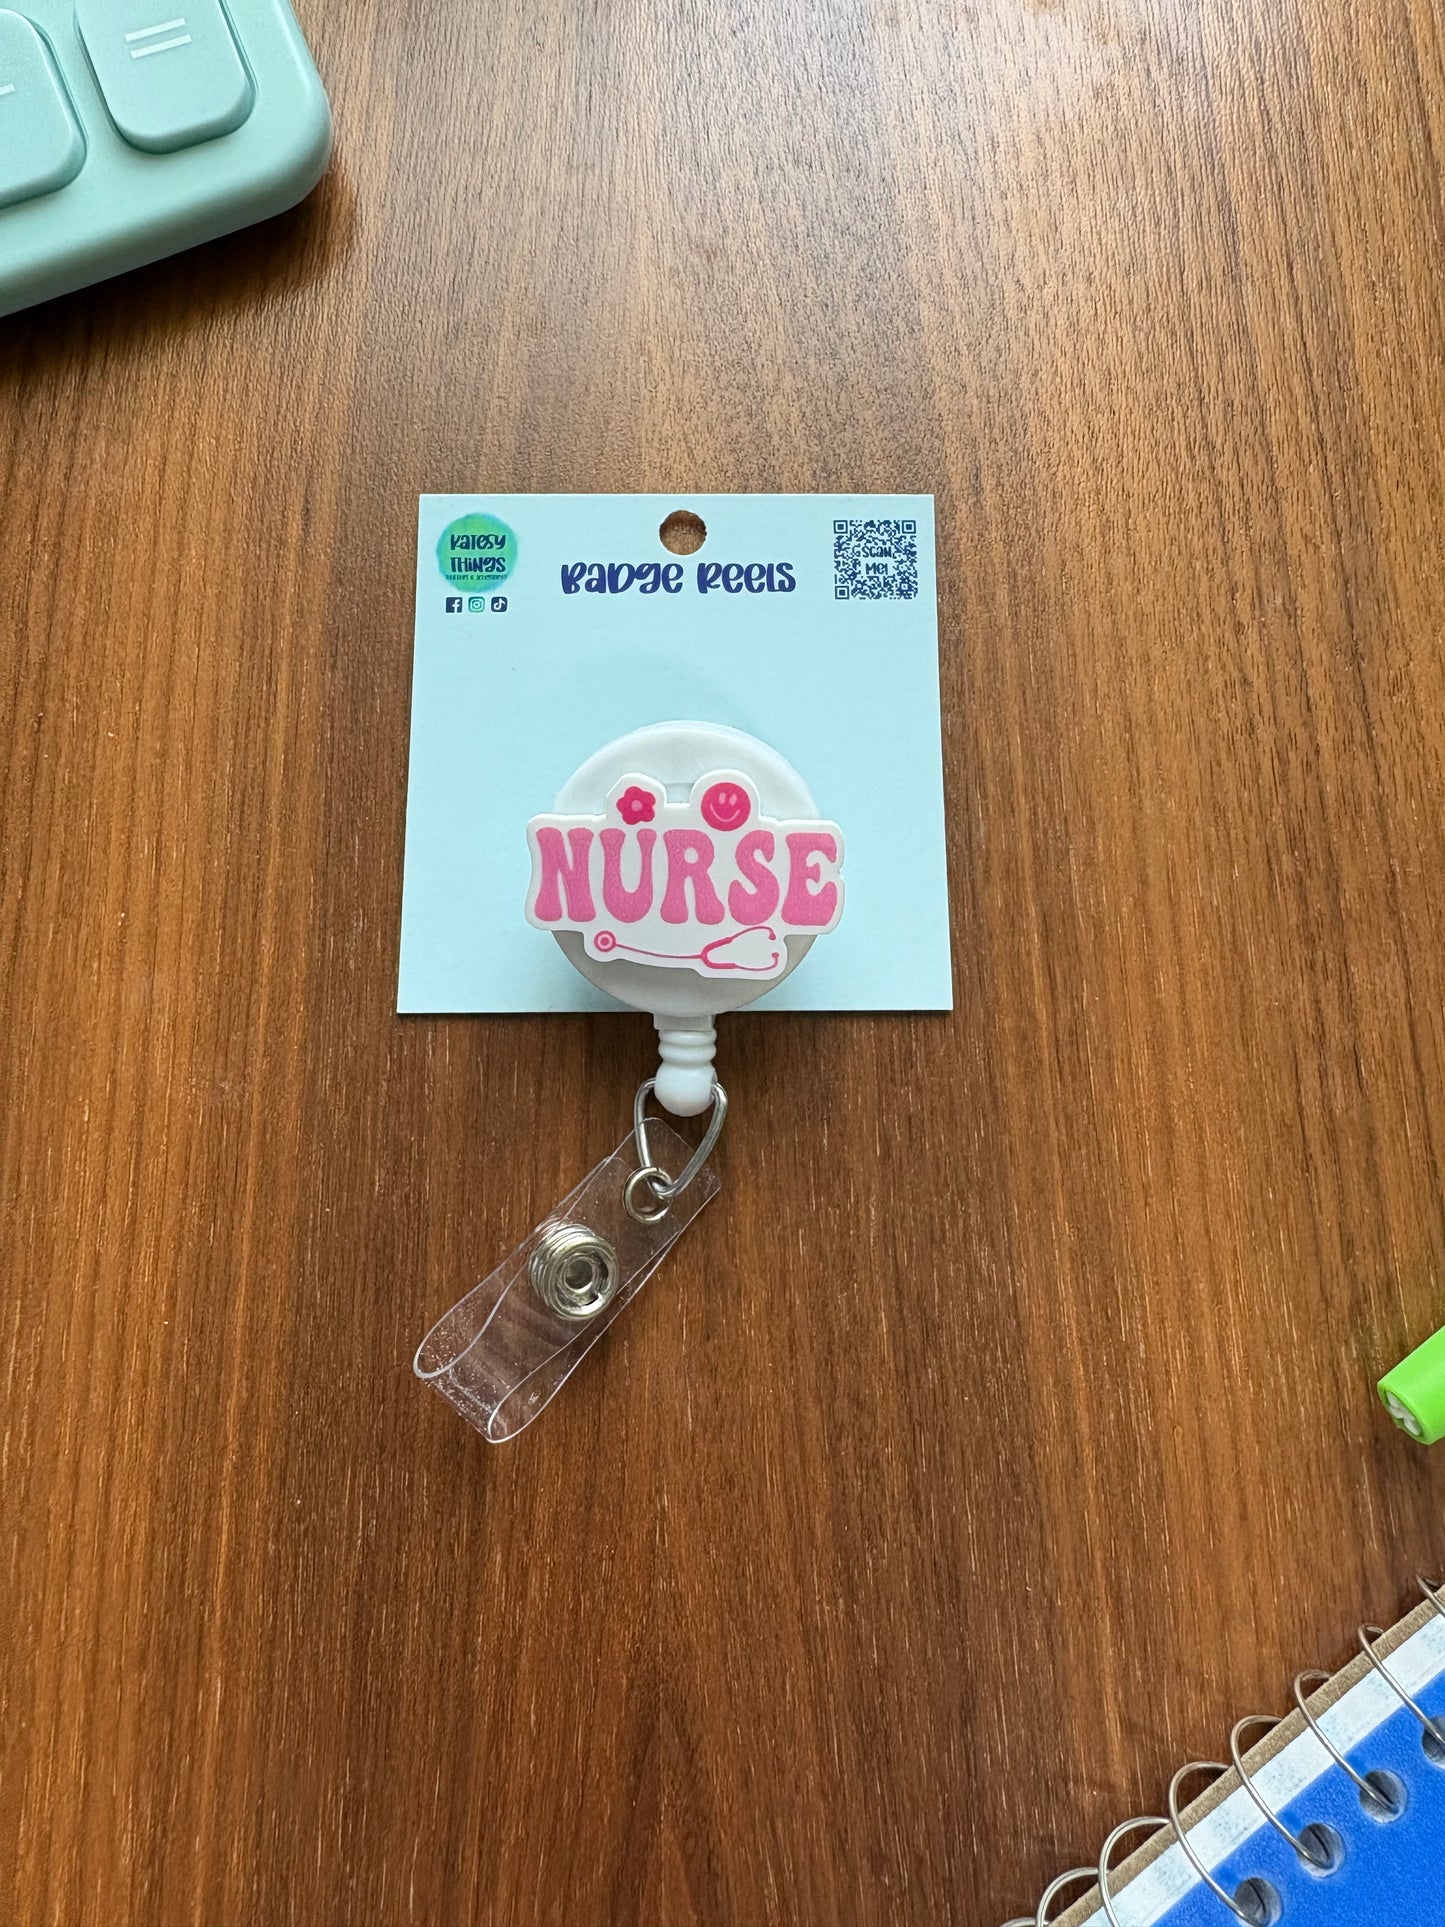 Katesy
Things
Badge Reels
SCAN
ME!
NURSE
=